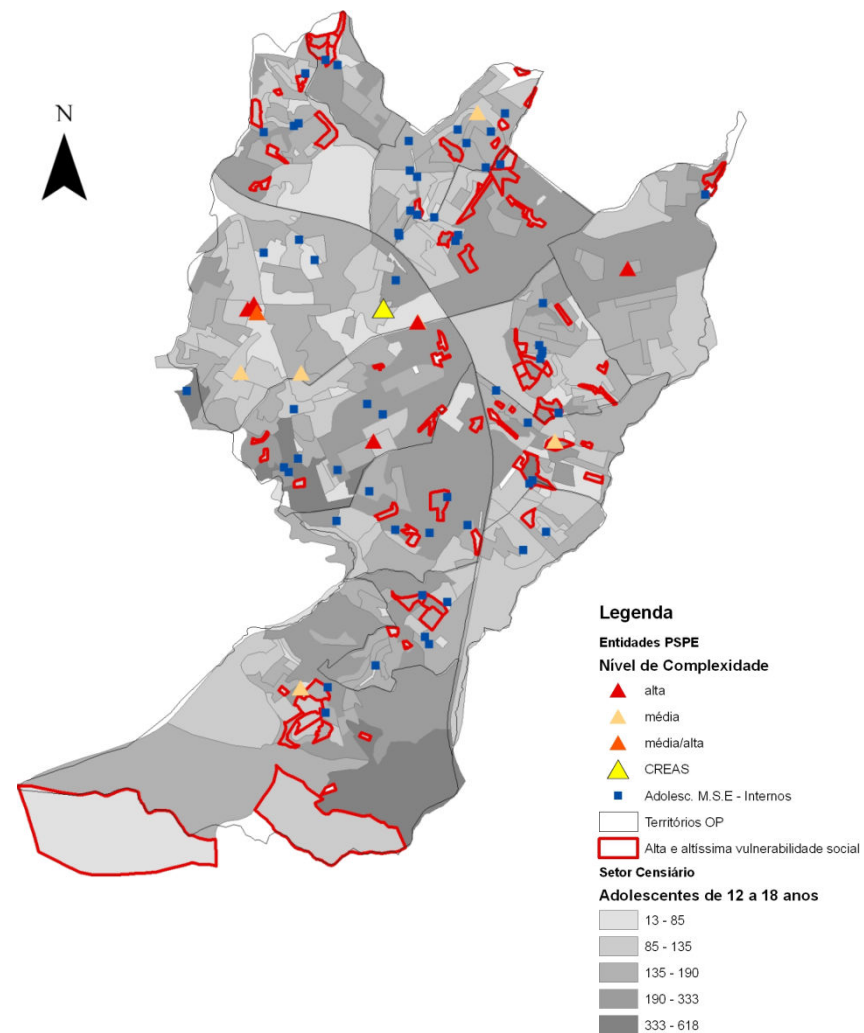 N
Legenda
Entidades PSPE
Nível de Complexidade
alta
média
média/alta
CREAS
Adolesc. M.S.E - Internos
Territórios OP
Alta e altíssima vulnerabilidade social
Setor Censiário
Adolescentes de 12 a 18 anos
13 - 85
85 - 135
135 - 190
190 - 333
333 - 618